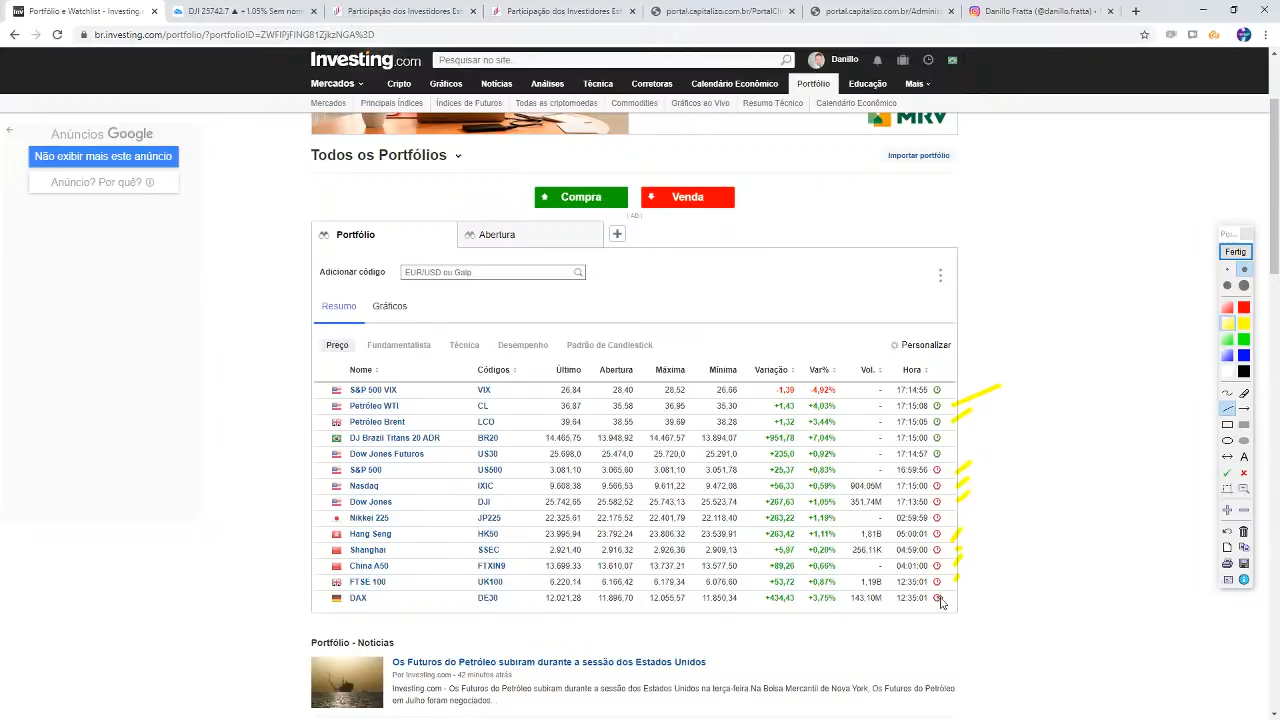 Portfólio e Watchlist - Investing.c
DJI 25742.7 ▲ +1.05% Sem nom
Participação dos Investidores Est
Participação dos Investidores Est
portal.capitalizo.com.br/PortalClie
portal.capitalizo.com.br/Administ
Danillo Fratta (@danillo.fratta) •
Investing.com
Pesquisar no site...
Danillo
Mercados Cripto Gráficos Notícias Análises Técnica Corretoras Calendário Econômico Portfólio Educação Mais
Mercados Principais Índices Índices de Futuros Todas as criptomoedas Commodities Gráficos ao Vivo Resumo Técnico Calendário Econômico
MRV
Anúncios Google
Não exibir mais este anúncio
Anúncio? Por quê?
Todos os Portfólios
Importar portfólio
Compra Venda
| AD |
Portfólio Abertura
Adicionar código EUR/USD ou Galp
Resumo Gráficos
Preço Fundamentalista Técnica Desempenho Padrão de Candlestick Personalizar
Nome Códigos Último Abertura Máxima Mínima Variação Var% Vol. Hora
S&P 500 VIX VIX 26,84 28,40 28,52 26,66 -1,39 -4,92% - 17:14:55
Petróleo WTI CL 36,87 35,58 36,95 35,30 +1,43 +4,03% - 17:15:08
Petróleo Brent LCO 39,64 38,55 39,69 38,28 +1,32 +3,44% - 17:15:05
DJ Brazil Titans 20 ADR BR20 14.465,75 13.948,92 14.467,57 13.894,07 +951,78 +7,04% - 17:15:00
Dow Jones Futuros US30 25.698,0 25.474,0 25.720,0 25.291,0 +235,0 +0,92% - 17:14:57
S&P 500 US500 3.081,10 3.065,60 3.081,10 3.051,78 +25,37 +0,83% - 16:59:56
Nasdaq IXIC 9.608,38 9.566,53 9.611,22 9.472,08 +56,33 +0,59% 904,05M 17:15:00
Dow Jones DJI 25.742,65 25.582,52 25.743,13 25.523,74 +267,63 +1,05% 351,74M 17:13:50
Nikkei 225 JP225 22.325,61 22.175,52 22.401,79 22.118,40 +263,22 +1,19% - 02:59:59
Hang Seng HK50 23.995,94 23.792,24 23.806,32 23.539,91 +263,42 +1,11% 1,81B 05:00:01
Shanghai SSEC 2.921,40 2.916,32 2.926,36 2.909,13 +5,97 +0,20% 256,11K 04:59:00
China A50 FTXIN9 13.699,33 13.610,07 13.737,21 13.577,50 +89,26 +0,66% - 04:01:00
FTSE 100 UK100 6.220,14 6.166,42 6.179,34 6.076,60 +53,72 +0,87% 1,19B 12:35:01
DAX DE30 12.021,28 11.896,70 12.055,57 11.850,34 +434,43 +3,75% 143,10M 12:35:01
Fertig
A
Portfólio - Notícias
Os Futuros do Petróleo subiram durante a sessão dos Estados Unidos
Por Investing.com - 42 minutos atrás
Investing.com - Os Futuros do Petróleo subiram durante a sessão dos Estados Unidos na terça-feira.Na Bolsa Mercantil de Nova York, Os Futuros do Petróleo
em Julho foram negociados...